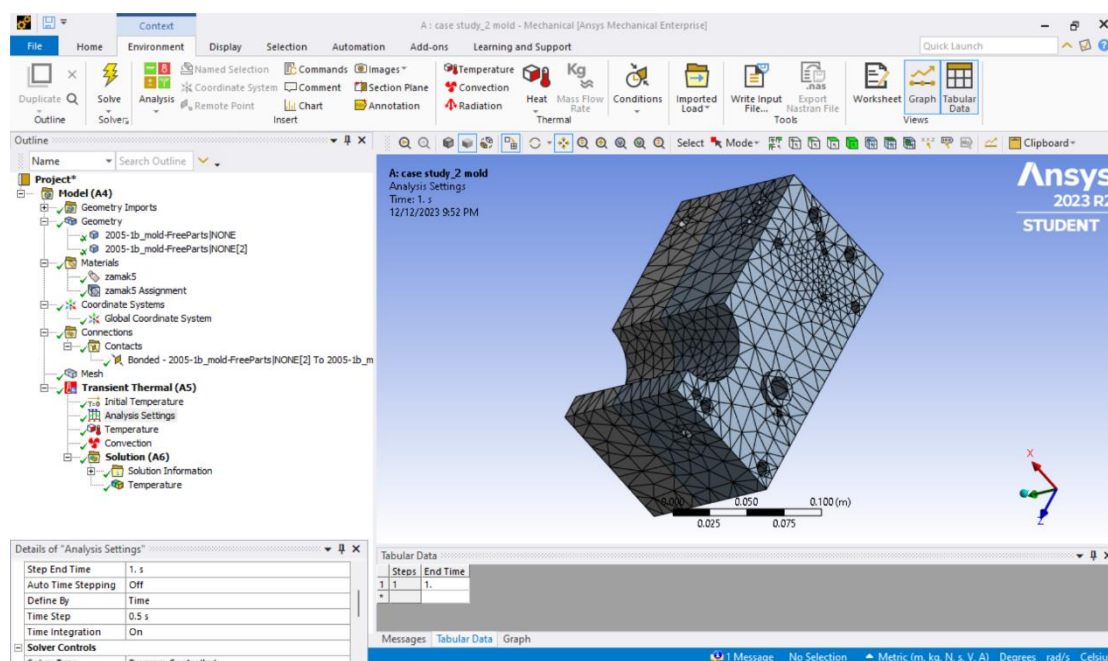 Context
A : case study_2 mold - Mechanical [Ansys Mechanical Enterprise]
File Home Environment Display Selection Automation Add-ons Learning and Support
Quick Launch
Duplicate
Outline
Solve
Solvers
Analysis
Named Selection
Coordinate System
Remote Point
Commands
Comment
Chart
Images
Section Plane
Annotation
Insert
Temperature
Convection
Radiation
Heat
Kg
Mass Flow Rate
Thermal
Conditions
Imported Load
Write Input File...
.nas
Export Nastran File
Tools
Worksheet
Graph
Tabular Data
Views
Outline
Name
Search Outline
Select
Mode
Clipboard
Project*
Model (A4)
Geometry Imports
Geometry
2005-1b_mold-FreeParts|NONE
2005-1b_mold-FreeParts|NONE[2]
Materials
zamak5
zamak5 Assignment
Coordinate Systems
Global Coordinate System
Connections
Contacts
Bonded - 2005-1b_mold-FreeParts|NONE[2] To 2005-1b_m
Mesh
Transient Thermal (A5)
T=0 Initial Temperature
Analysis Settings
Temperature
Convection
Solution (A6)
Solution Information
Temperature
A: case study_2 mold
Analysis Settings
Time: 1. s
12/12/2023 9:52 PM
Ansys
2023 R2
STUDENT
X
Z
0.000 0.050 0.100 (m)
0.025 0.075
Details of "Analysis Settings"
Step End Time 1. s
Auto Time Stepping Off
Define By Time
Time Step 0.5 s
Time Integration On
Solver Controls
Tabular Data
Steps End Time
1 1 1.
*
Messages Tabular Data Graph
1 Message No Selection Metric (m, kg, N, s, V, A) Degrees rad/s Celsiu